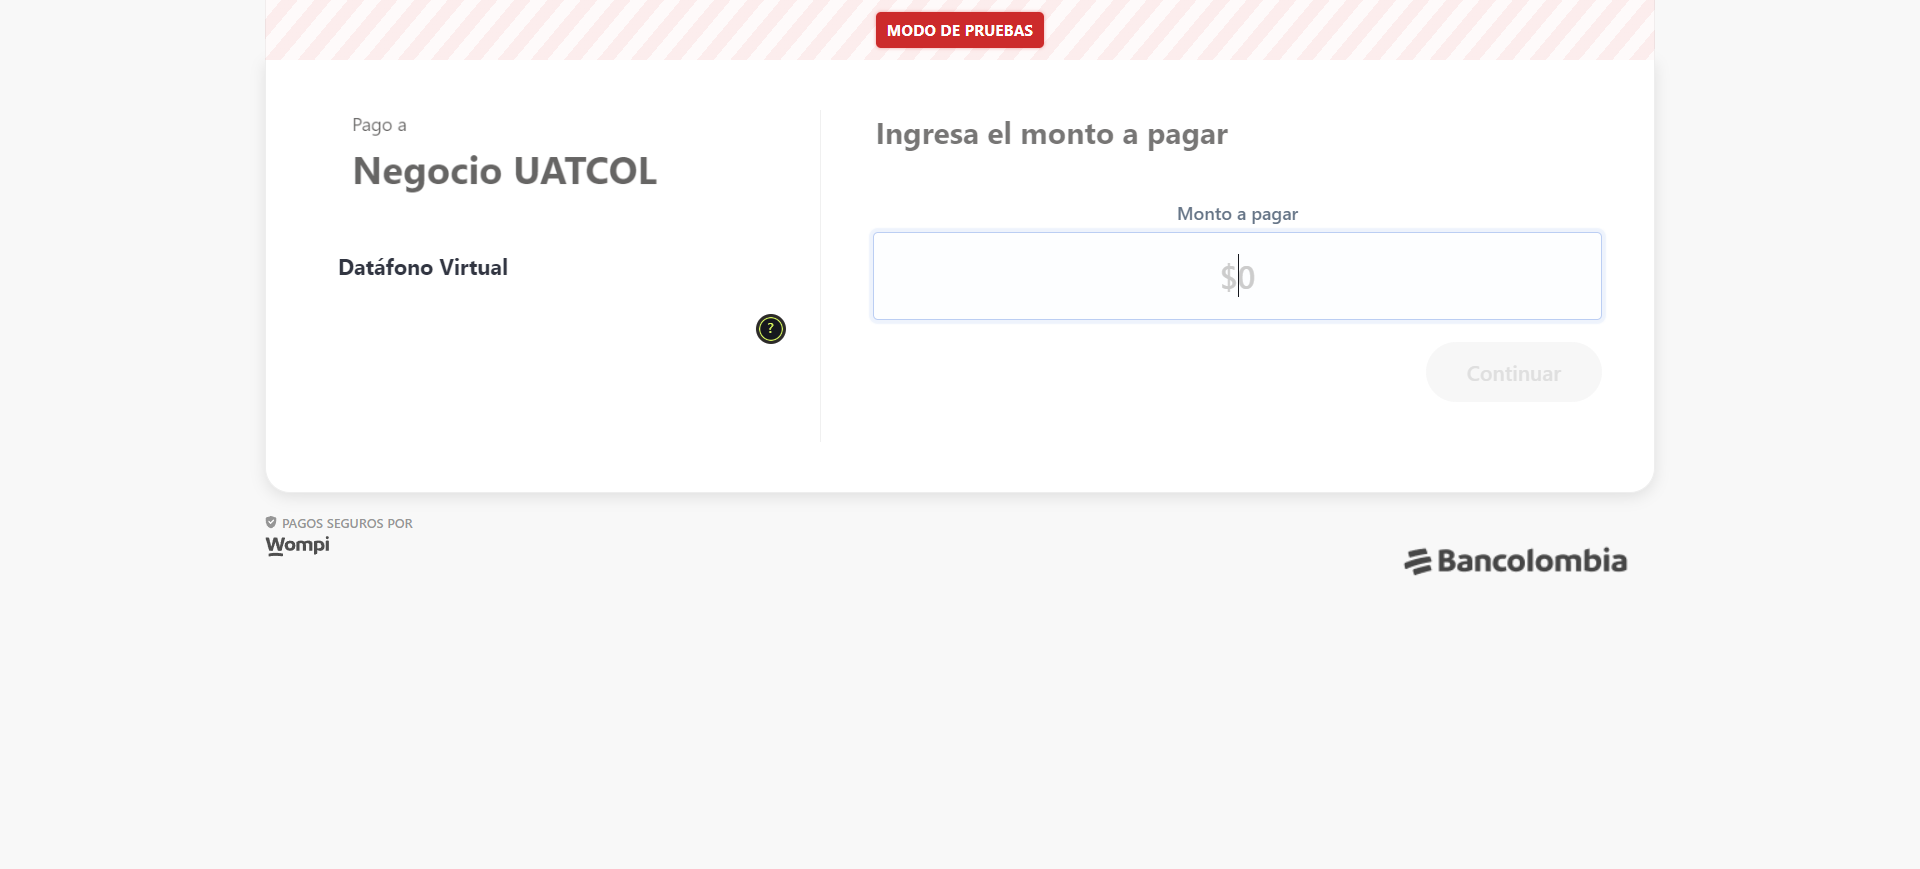 MODO DE PRUEBAS
Pago a
Negocio UATCOL
Datáfono Virtual
?
Ingresa el monto a pagar
Monto a pagar
$0
Continuar
PAGOS SEGUROS POR
Wompi
Bancolombia